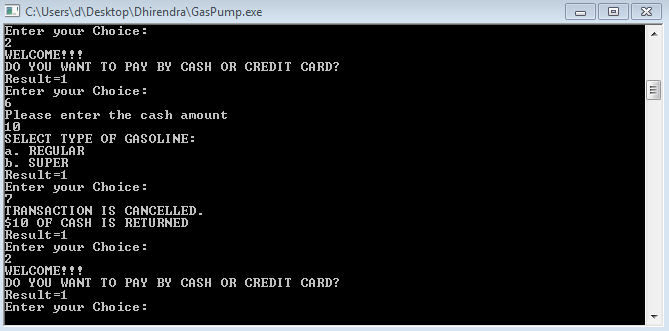 C:\Users\d\Desktop\Dhirendra\GasPump.exe
Enter your Choice:
2
WELCOME!!!
DO YOU WANT TO PAY BY CASH OR CREDIT CARD?
Result=1
Enter your Choice:
6
Please enter the cash amount
10
SELECT TYPE OF GASOLINE:
a. REGULAR
b. SUPER
Result=1
Enter your Choice:
7
TRANSACTION IS CANCELLED.
$10 OF CASH IS RETURNED
Result=1
Enter your Choice:
2
WELCOME!!!
DO YOU WANT TO PAY BY CASH OR CREDIT CARD?
Result=1
Enter your Choice: